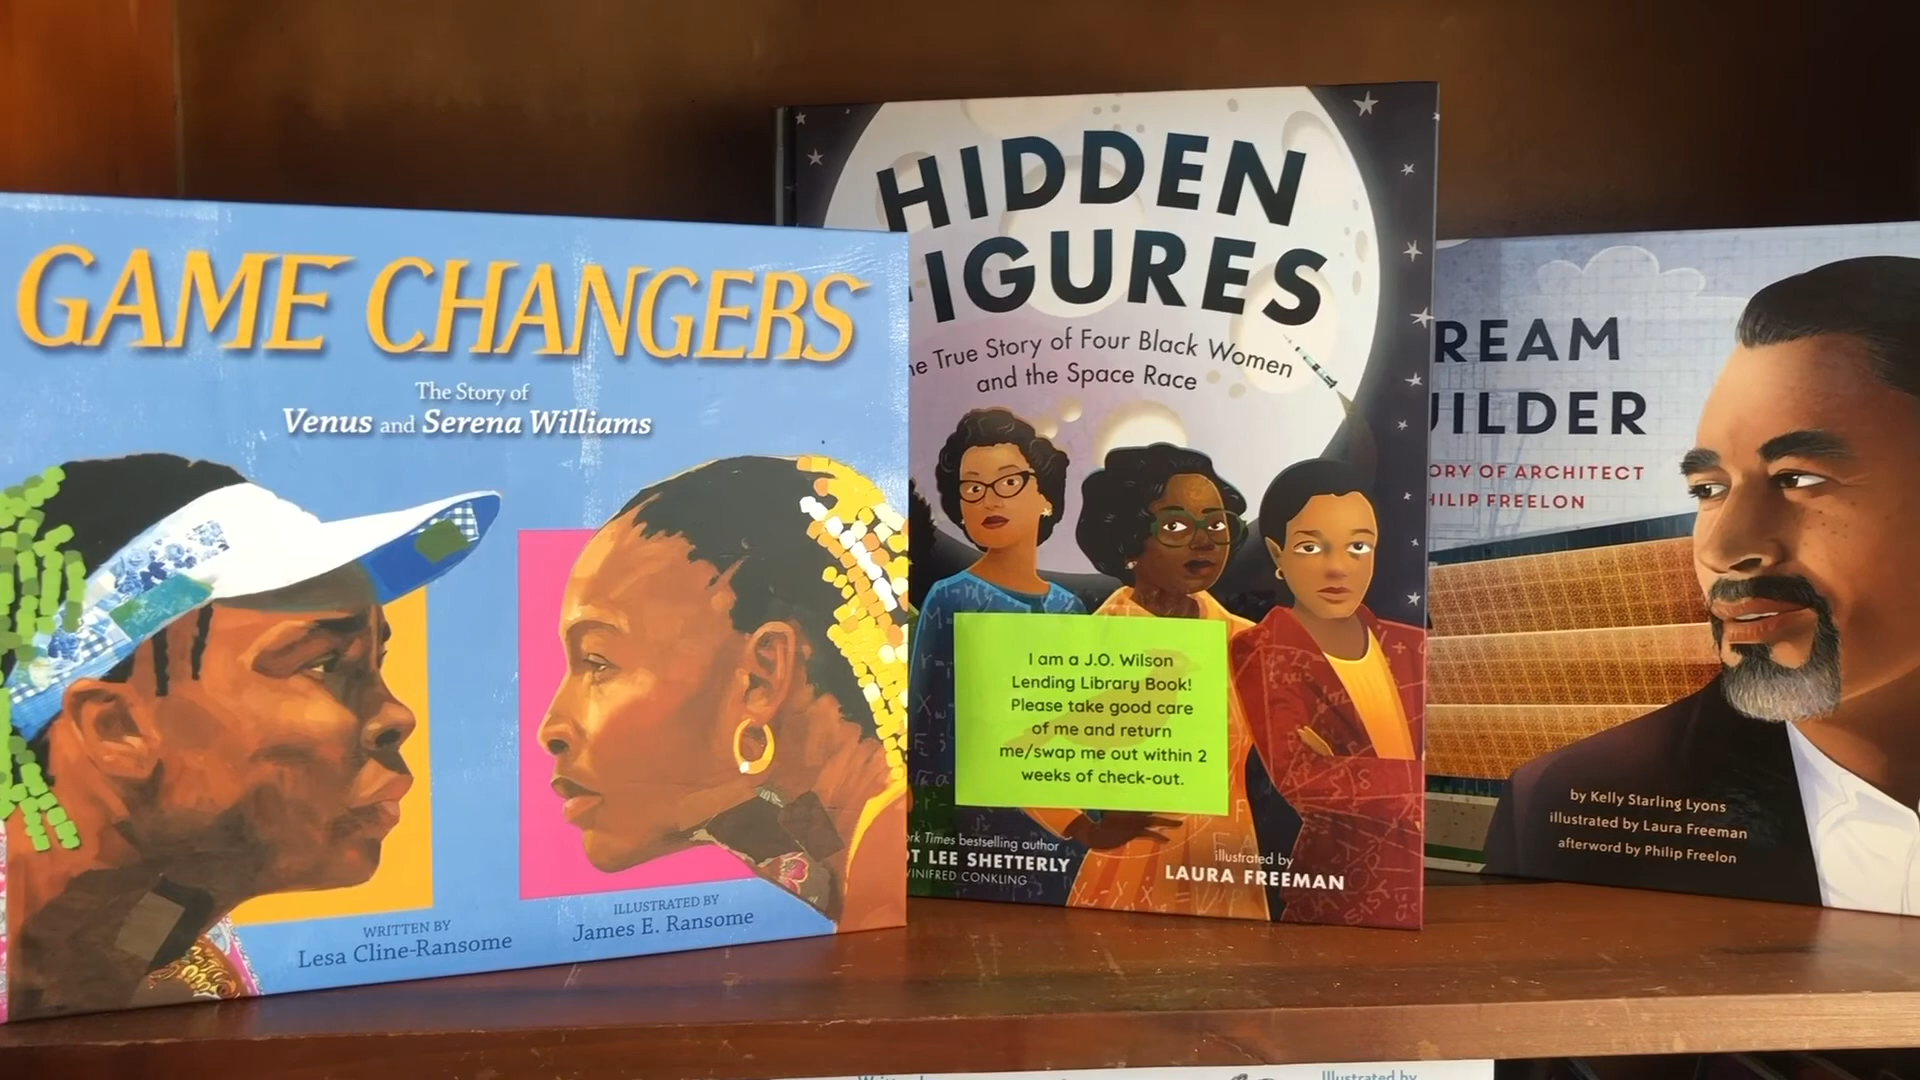 GAME CHANGERS
The Story of
Venus and Serena Williams
WRITTEN BY
Lesa Cline-Ransome
ILLUSTRATED BY
James E. Ransome
HIDDEN
IGURES
True Story of Four Black Women
and the Space Race
I am a J.O. Wilson
Lending Library Book!
Please take good care
of me and return
me/swap me out within 2
weeks of check-out.
Times bestselling author
LEE SHETTERLY
WINIFRED CONKLING
illustrated by
LAURA FREEMAN
REAM
UILDER
ORY OF ARCHITECT
HILIP FREELON
by Kelly Starling Lyons
illustrated by Laura Freeman
afterword by Philip Freelon
Illustrated by